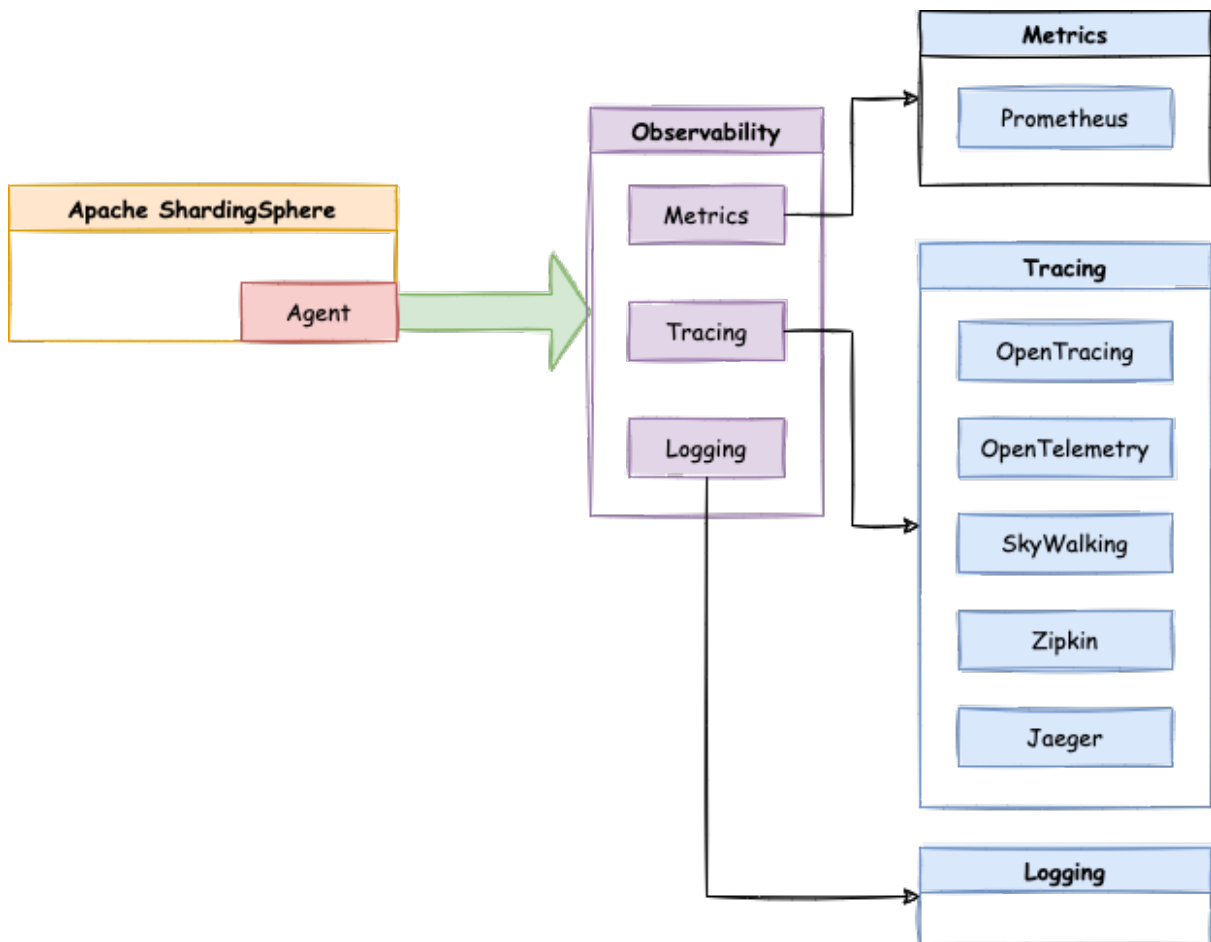 Apache ShardingSphere
Agent
Observability
Metrics
Tracing
Logging
Metrics
Prometheus
Tracing
OpenTracing
OpenTelemetry
SkyWalking
Zipkin
Jaeger
Logging